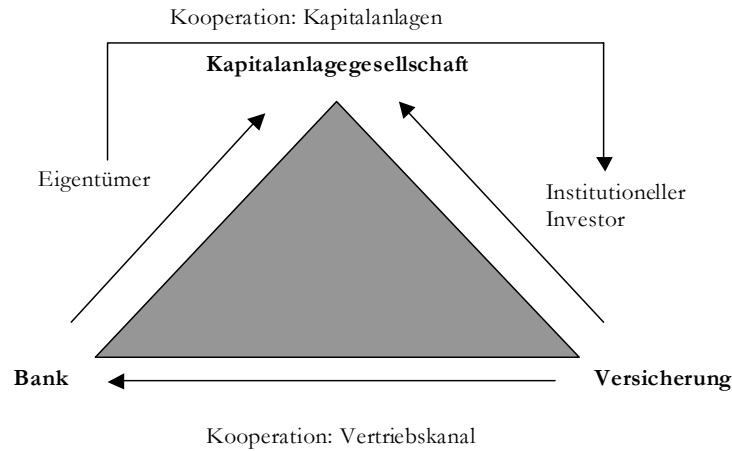 Kooperation: Kapitalanlagen
Kapitalanlagegesellschaft
Eigentümer
Institutioneller
Investor
Bank
Versicherung
Kooperation: Vertriebskanal